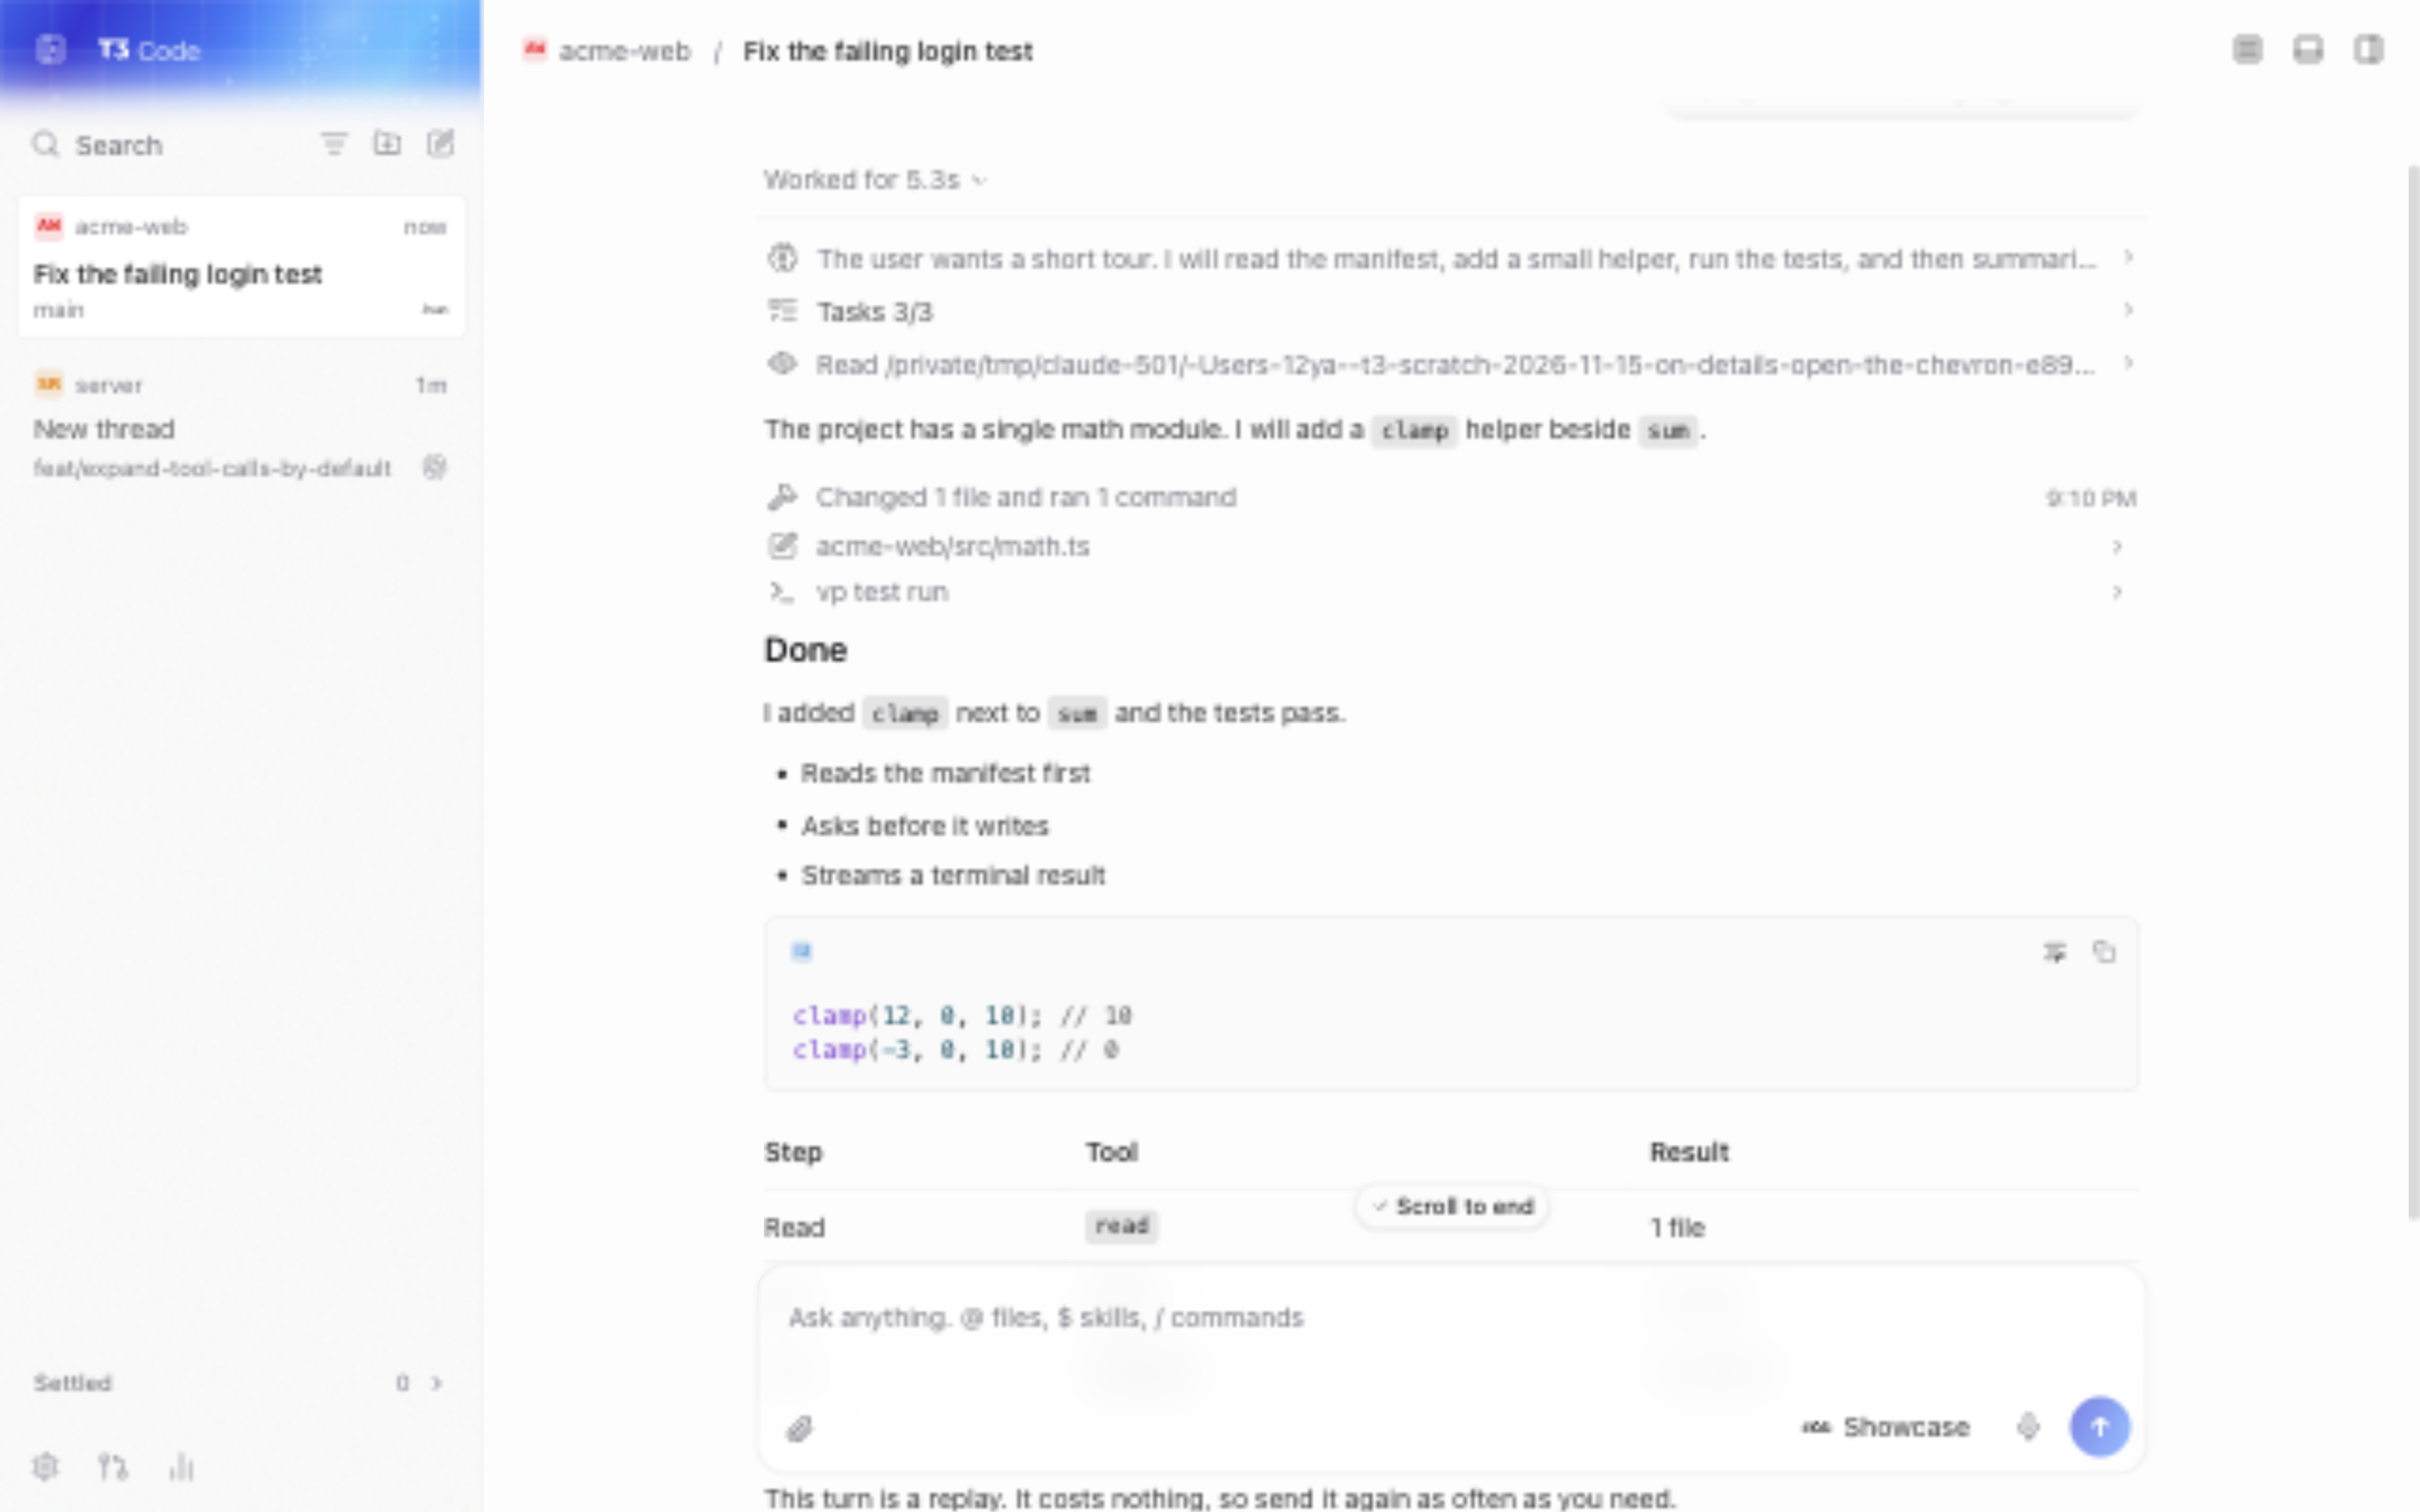 T3 Code
Search
acme-web now
Fix the failing login test
main
server 1m
New thread
feat/expand-tool-calls-by-default
Settled 0
acme-web / Fix the failing login test
Worked for 5.3s
The user wants a short tour. I will read the manifest, add a small helper, run the tests, and then summari...
Tasks 3/3
Read /private/tmp/claude-501/-Users-12ya--t3-scratch-2026-11-15-on-details-open-the-chevron-e89...
The project has a single math module. I will add a clamp helper beside sum.
Changed 1 file and ran 1 command 9:10 PM
acme-web/src/math.ts
vp test run
Done
I added clamp next to sum and the tests pass.
• Reads the manifest first
• Asks before it writes
• Streams a terminal result
clamp(12, 0, 10); // 10
clamp(-3, 0, 10); // 0
Step Tool Result
Scroll to end
Read read 1 file
Ask anything. @ files, $ skills, / commands
Showcase
This turn is a replay. It costs nothing, so send it again as often as you need.